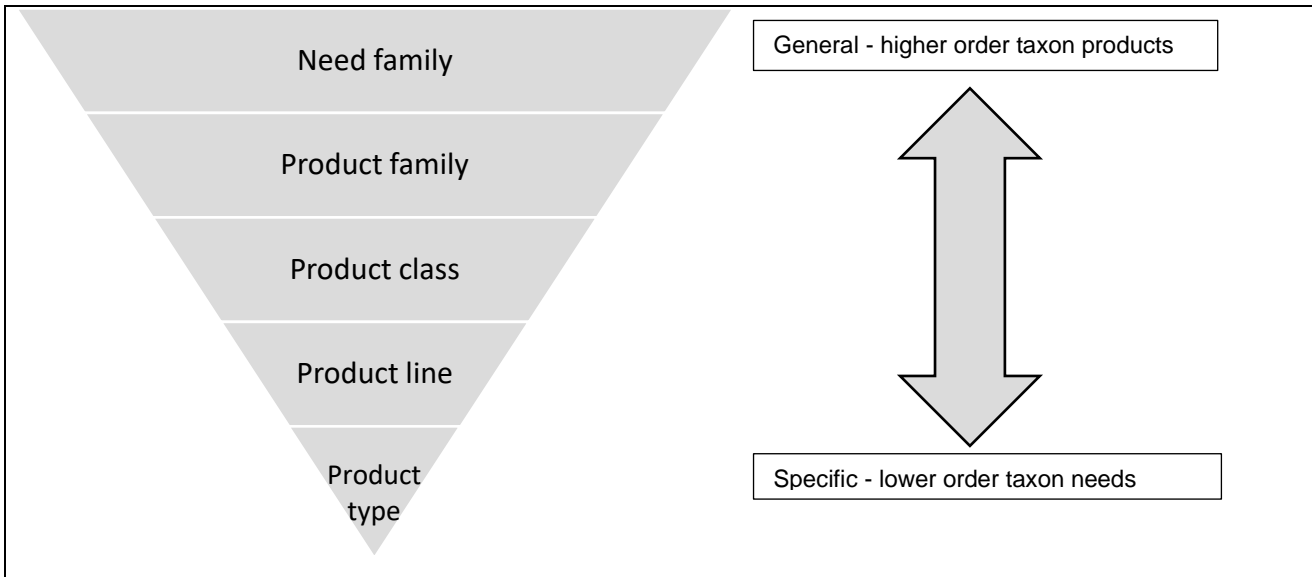 Need family
General - higher order taxon products
Product family
Product class
Product line
Product
type
Specific - lower order taxon needs